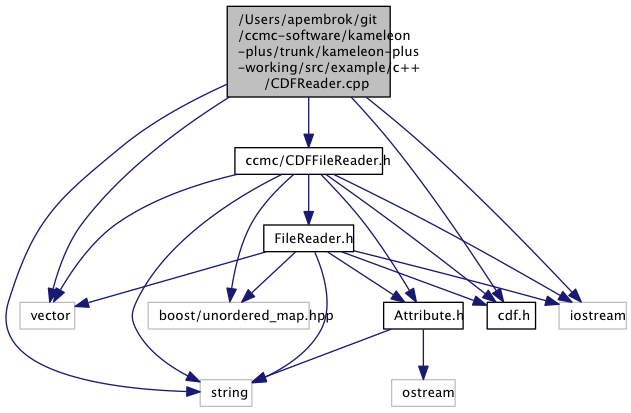 /Users/apembrok/git
/ccmc-software/kameleon
-plus/trunk/kameleon-plus
-working/src/example/c++
/CDFReader.cpp
ccmc/CDFFileReader.h
FileReader.h
vector
boost/unordered_map.hpp
Attribute.h
cdf.h
iostream
string
ostream